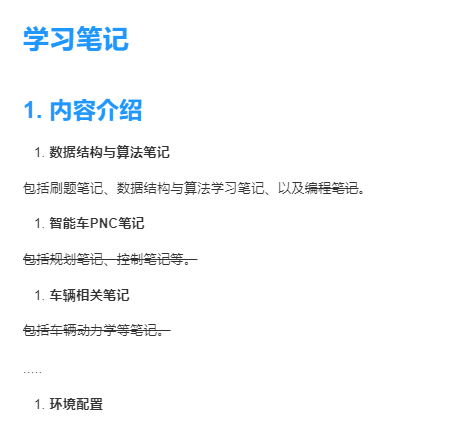 学习笔记
1. 内容介绍
1. 数据结构与算法笔记
包括刷题笔记、数据结构与算法学习笔记、以及编程笔记。
1. 智能车PNC笔记
包括规划笔记、控制笔记等。
1. 车辆相关笔记
包括车辆动力学等笔记。
.....
1. 环境配置